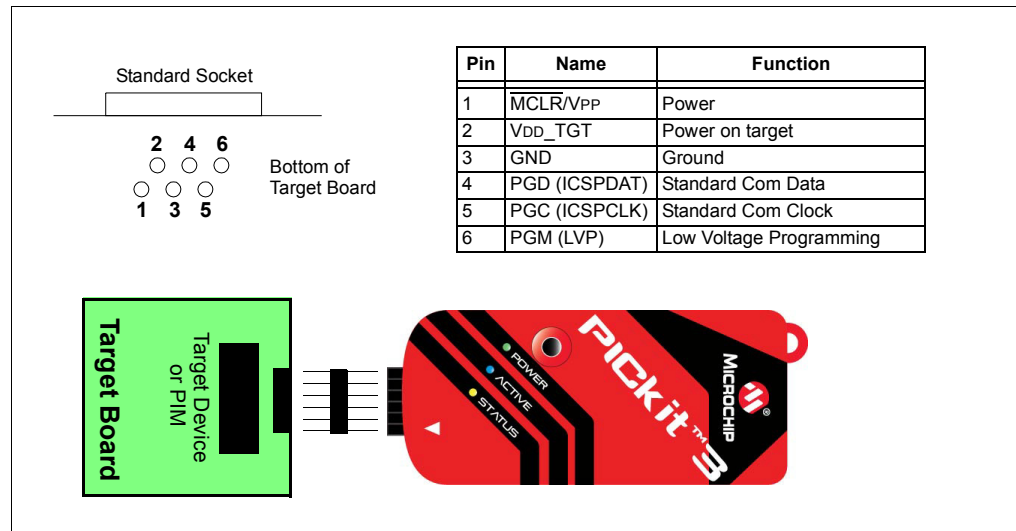 Standard Socket
2 4 6
1 3 5
Bottom of
Target Board
Pin Name Function
1 MCLR/VPP Power
2 VDD_TGT Power on target
3 GND Ground
4 PGD (ICSPDAT) Standard Com Data
5 PGC (ICSPCLK) Standard Com Clock
6 PGM (LVP) Low Voltage Programming
Target Board
Target Device
or PIM
POWER
ACTIVE
STATUS
PICkit™ 3
MICROCHIP
®